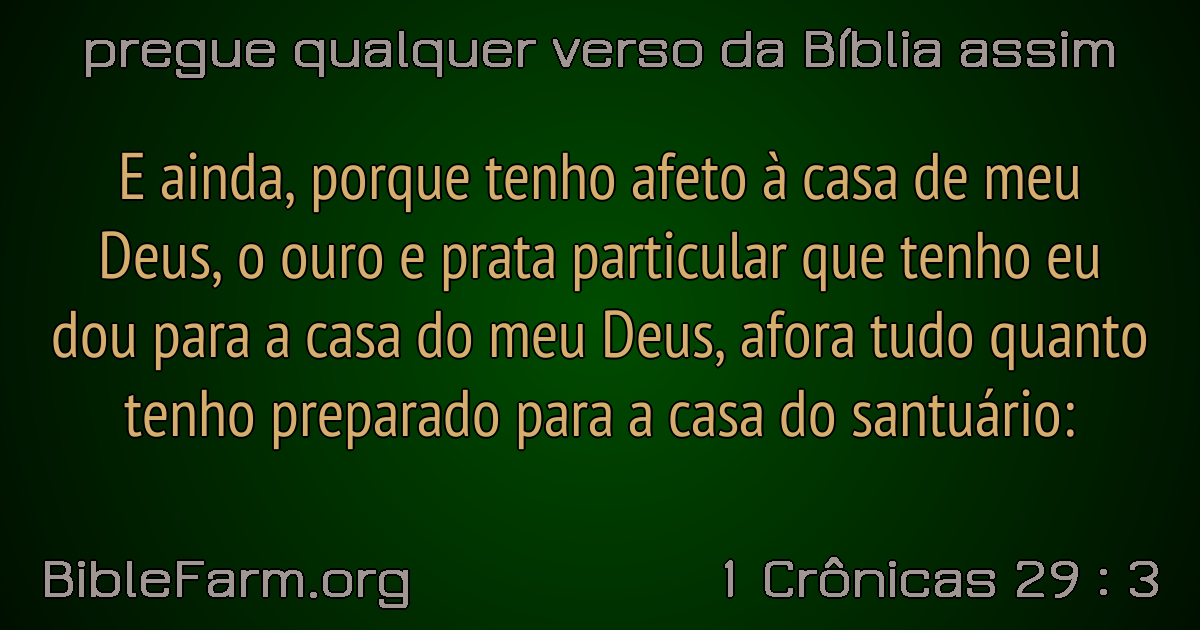 pregue qualquer verso da Bíblia assim
E ainda, porque tenho afeto à casa de meu
Deus, o ouro e prata particular que tenho eu
dou para a casa do meu Deus, afora tudo quanto
tenho preparado para a casa do santuário:
BibleFarm.org
1 Crônicas 29 : 3